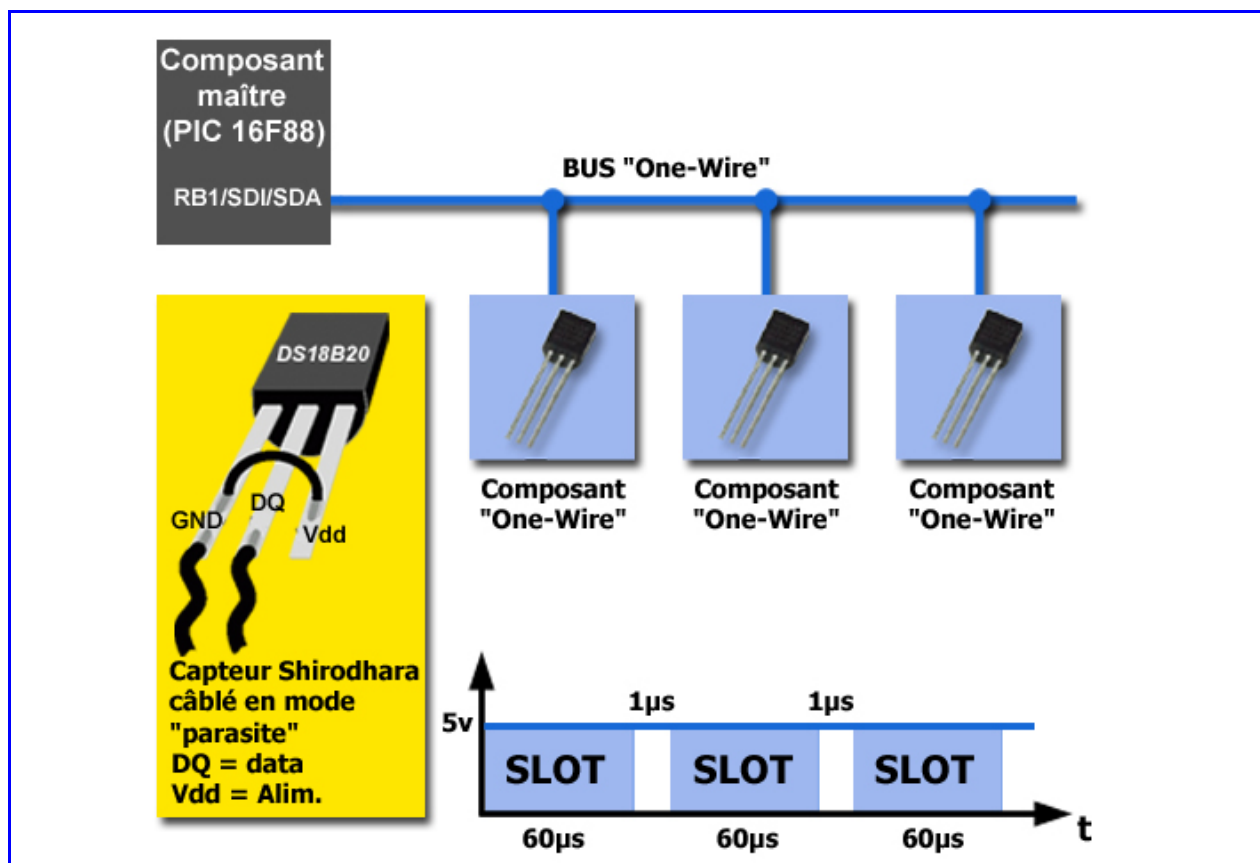 Composant
maître
(PIC 16F88)
RB1/SDI/SDA
BUS "One-Wire"
DS18B20
GND
DQ
Vdd
Capteur Shirodhara
câblé en mode
"parasite"
DQ = data
Vdd = Alim.
Composant
"One-Wire"
Composant
"One-Wire"
Composant
"One-Wire"
5v
1µs
1µs
SLOT
SLOT
SLOT
t
60µs
60µs
60µs